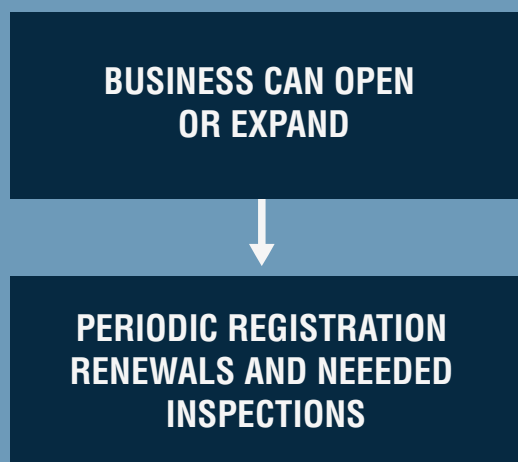 BUSINESS CAN OPEN
OR EXPAND
PERIODIC REGISTRATION
RENEWALS AND NEEEDED
INSPECTIONS